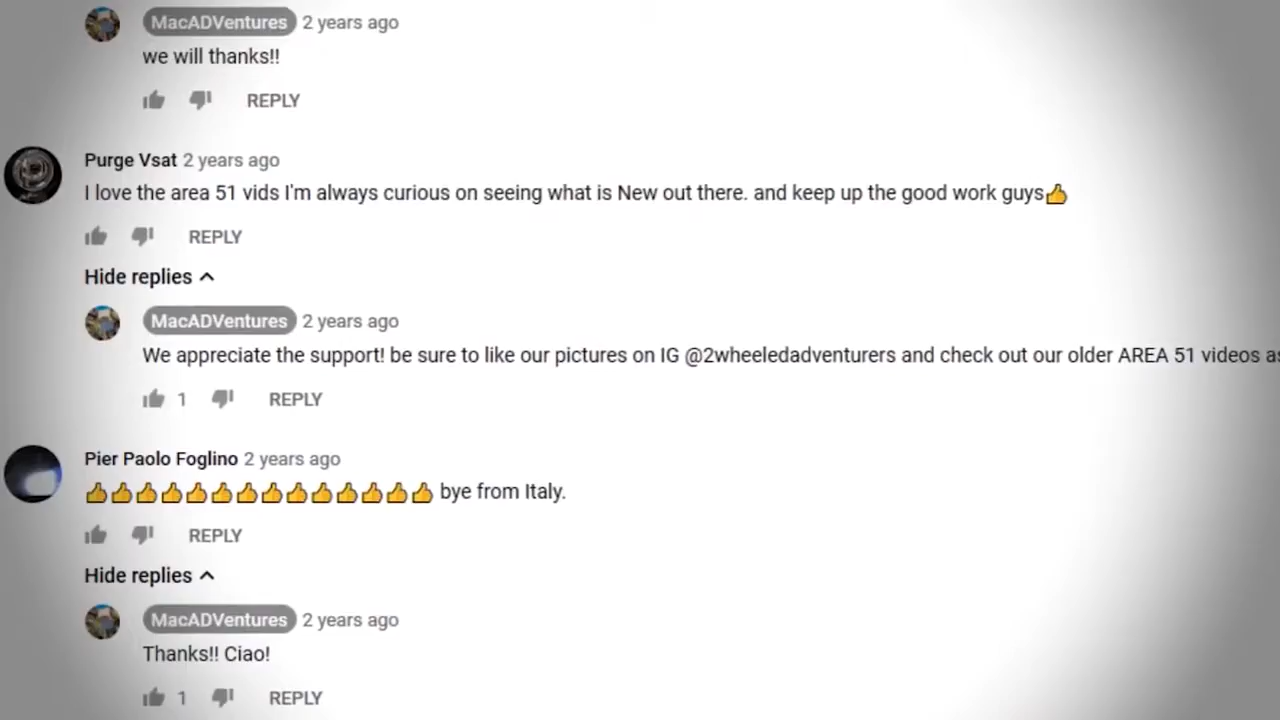 MacADVentures 2 years ago
we will thanks!!
REPLY
Purge Vsat 2 years ago
I love the area 51 vids I'm always curious on seeing what is New out there. and keep up the good work guys👍
REPLY
Hide replies
MacADVentures 2 years ago
We appreciate the support! be sure to like our pictures on IG @2wheeledadventurers and check out our older AREA 51 videos as
1 REPLY
Pier Paolo Foglino 2 years ago
👍👍👍👍👍👍👍👍👍👍👍👍👍👍 bye from Italy.
REPLY
Hide replies
MacADVentures 2 years ago
Thanks!! Ciao!
1 REPLY